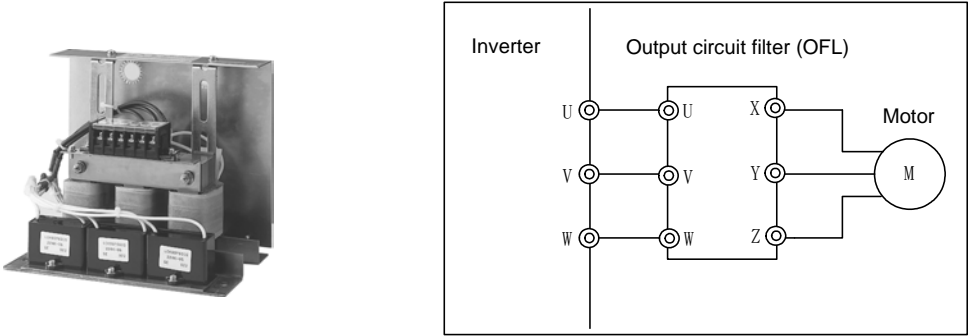 Inverter
Output circuit filter (OFL)
U
U
X
Motor
V
V
Y
M
W
W
Z